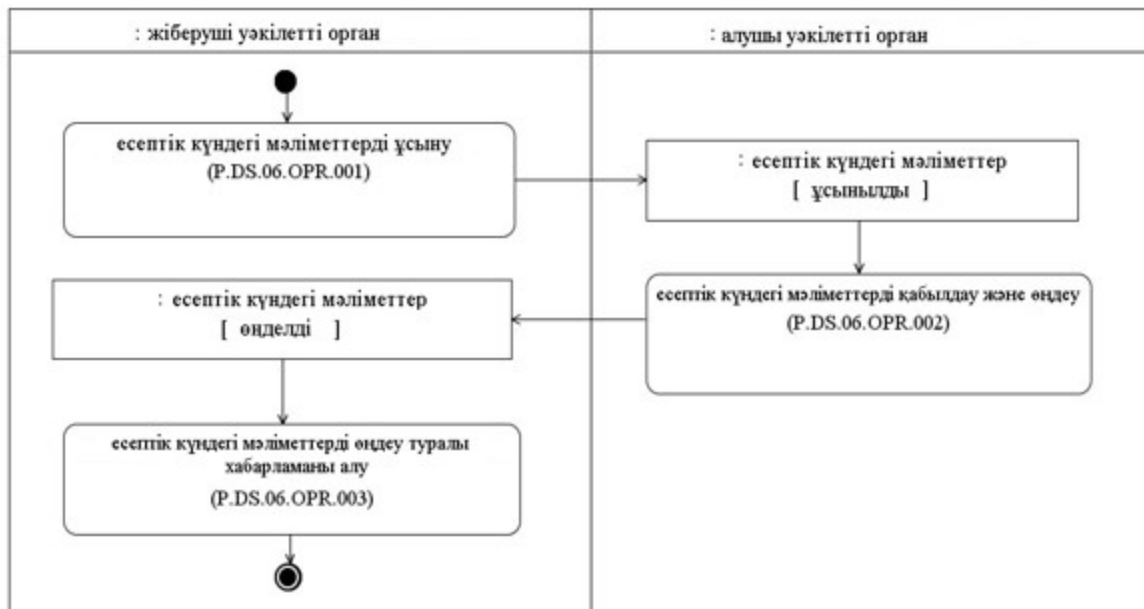 : жіберуші уәкілетті орган
: алушы уәкілетті орган
есептік күндегі мәліметтерді ұсыну
(P.DS.06.OPR.001)
: есептік күндегі мәліметтер
[ ұсынылды ]
есептік күндегі мәліметтерді қабылдау және өңдеу
(P.DS.06.OPR.002)
: есептік күндегі мәліметтер
[ өңделді ]
есептік күндегі мәліметтерді өңдеу туралы
хабарламаны алу
(P.DS.06.OPR.003)